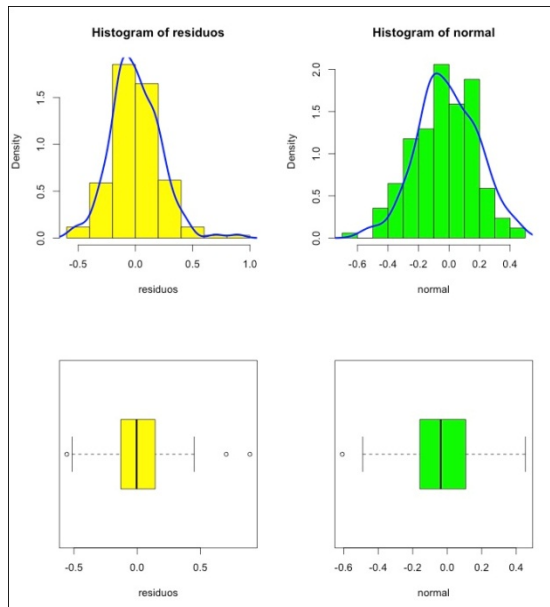 Histogram of residuos
Density
0.0 0.5 1.0 1.5
-0.5 0.0 0.5 1.0
residuos
Histogram of normal
Density
0.0 0.5 1.0 1.5 2.0
-0.6 -0.4 -0.2 0.0 0.2 0.4
normal
-0.5 0.0 0.5
residuos
-0.6 -0.4 -0.2 0.0 0.2 0.4
normal